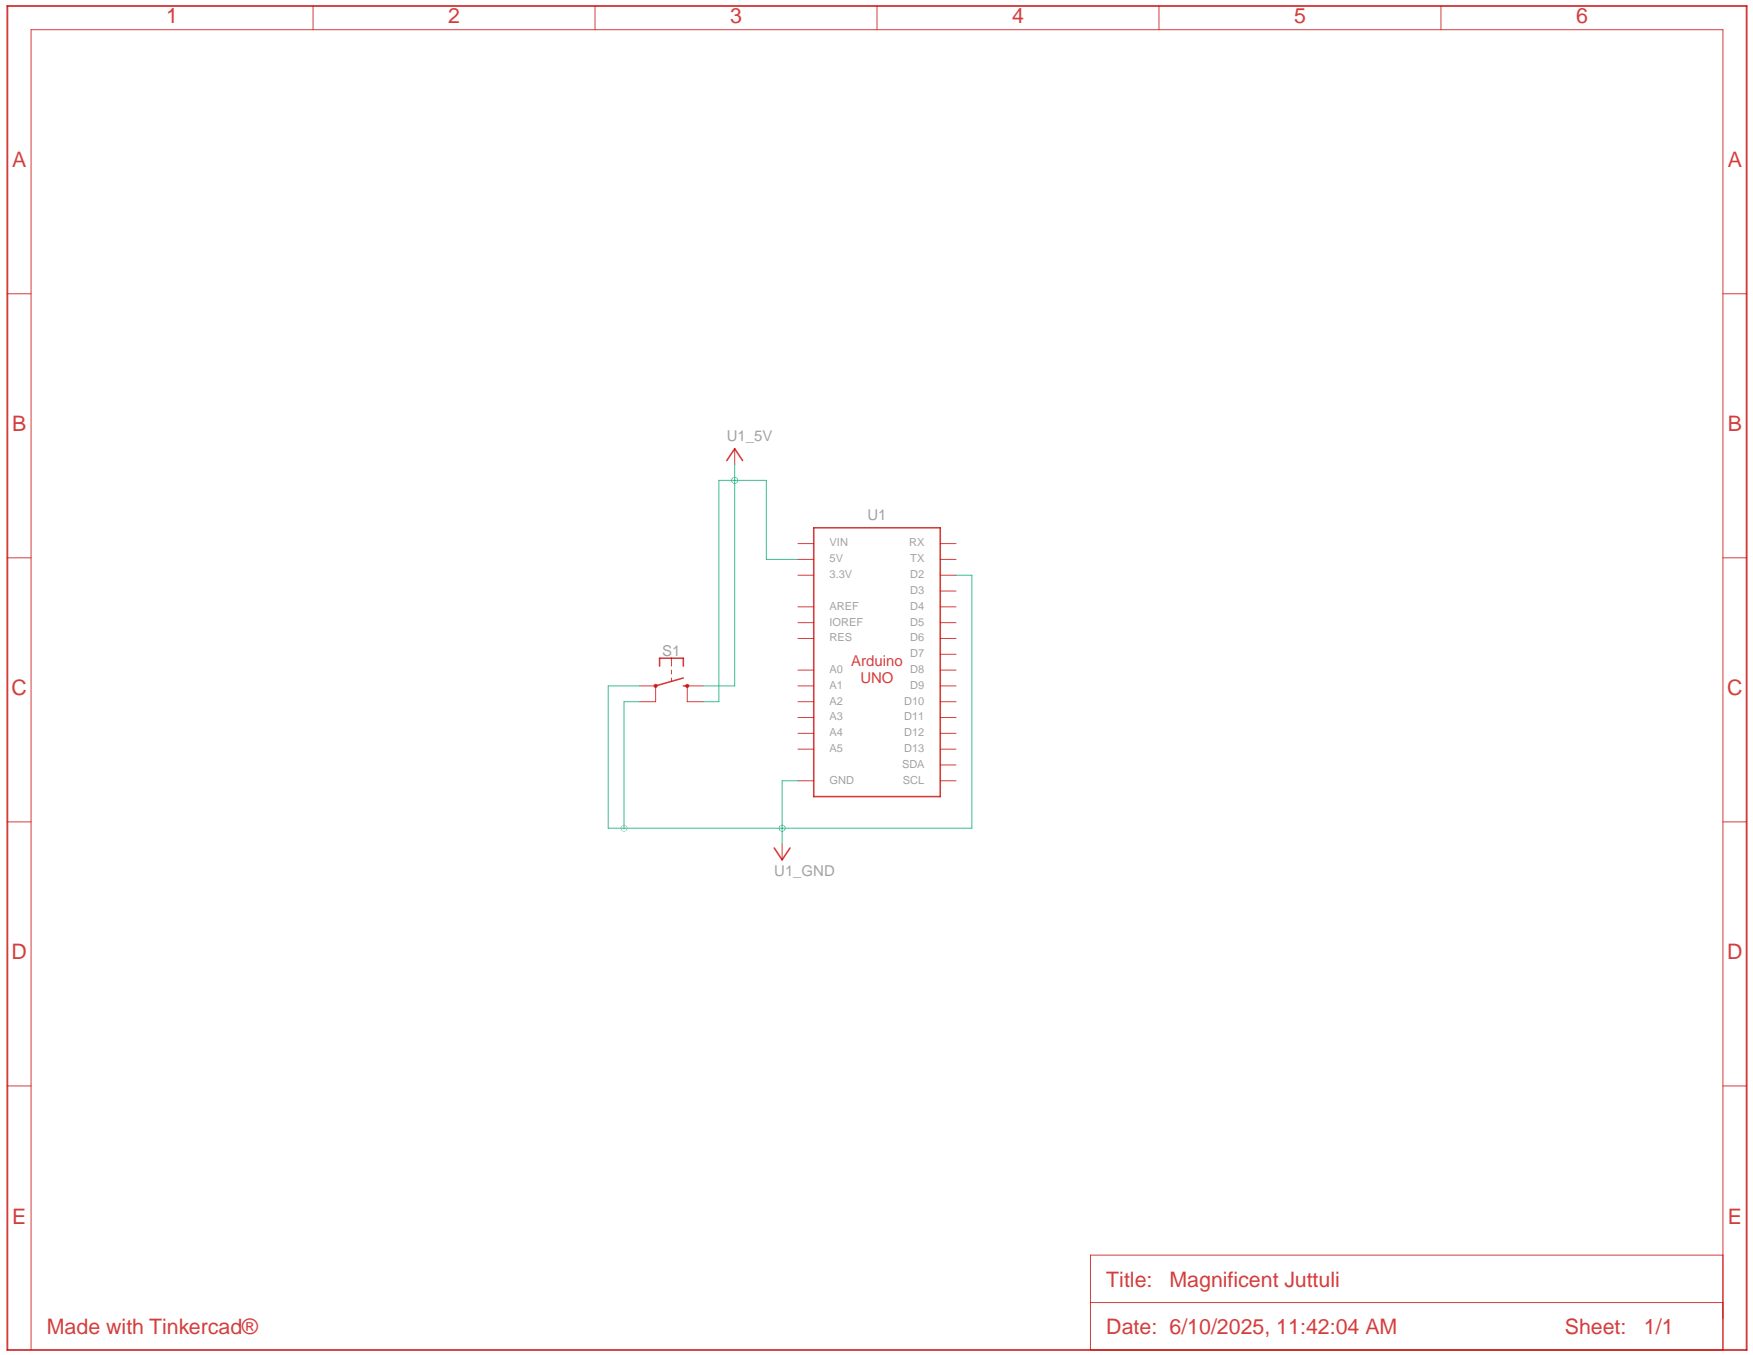 1 2 3 4 5 6
A A
B B
U1_5V
U1
VIN RX
5V TX
3.3V D2
D3
AREF D4
IOREF D5
RES D6
D7
S1
Arduino
UNO
A0 D8
C A1 D9 C
A2 D10
A3 D11
A4 D12
A5 D13
SDA
GND SCL
U1_GND
D D
E E
Title: Magnificent Juttuli
Made with Tinkercad®
Date: 6/10/2025, 11:42:04 AM Sheet: 1/1